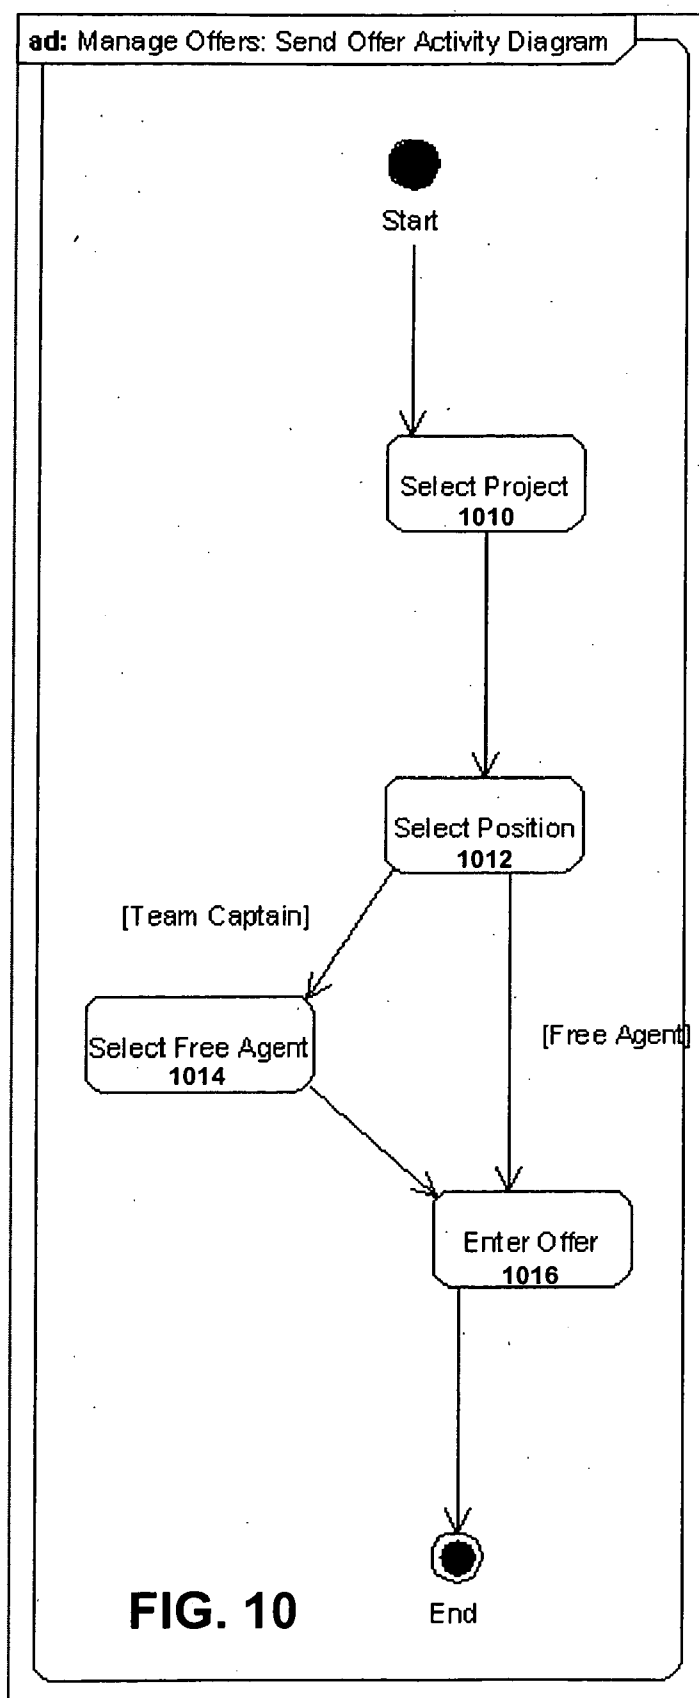 ad: Manage Offers: Send Offer Activity Diagram
Start
Select Project
1010
Select Position
1012
[Team Captain]
[Free Agent]
Select Free Agent
1014
Enter Offer
1016
End
FIG. 10